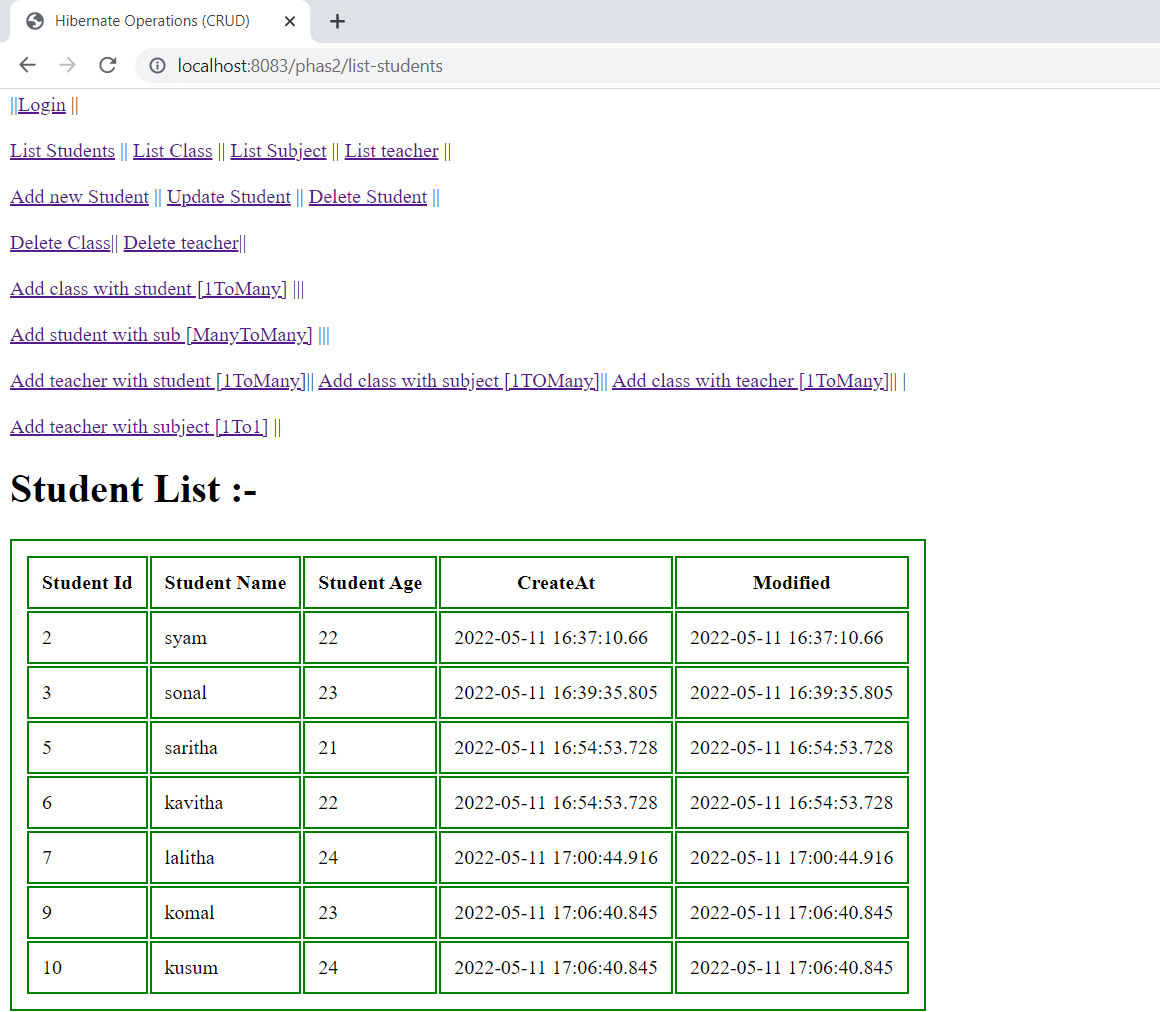 Hibernate Operations (CRUD)
localhost:8083/phas2/list-students
||Login ||
List Students || List Class || List Subject || List teacher ||
Add new Student || Update Student || Delete Student ||
Delete Class|| Delete teacher||
Add class with student [1ToMany] |||
Add student with sub [ManyToMany] |||
Add teacher with student [1ToMany]|| Add class with subject [1TOMany]|| Add class with teacher [1ToMany]|| |
Add teacher with subject [1To1] ||
Student List :-
Student Id Student Name Student Age CreateAt Modified
2 syam 22 2022-05-11 16:37:10.66 2022-05-11 16:37:10.66
3 sonal 23 2022-05-11 16:39:35.805 2022-05-11 16:39:35.805
5 saritha 21 2022-05-11 16:54:53.728 2022-05-11 16:54:53.728
6 kavitha 22 2022-05-11 16:54:53.728 2022-05-11 16:54:53.728
7 lalitha 24 2022-05-11 17:00:44.916 2022-05-11 17:00:44.916
9 komal 23 2022-05-11 17:06:40.845 2022-05-11 17:06:40.845
10 kusum 24 2022-05-11 17:06:40.845 2022-05-11 17:06:40.845